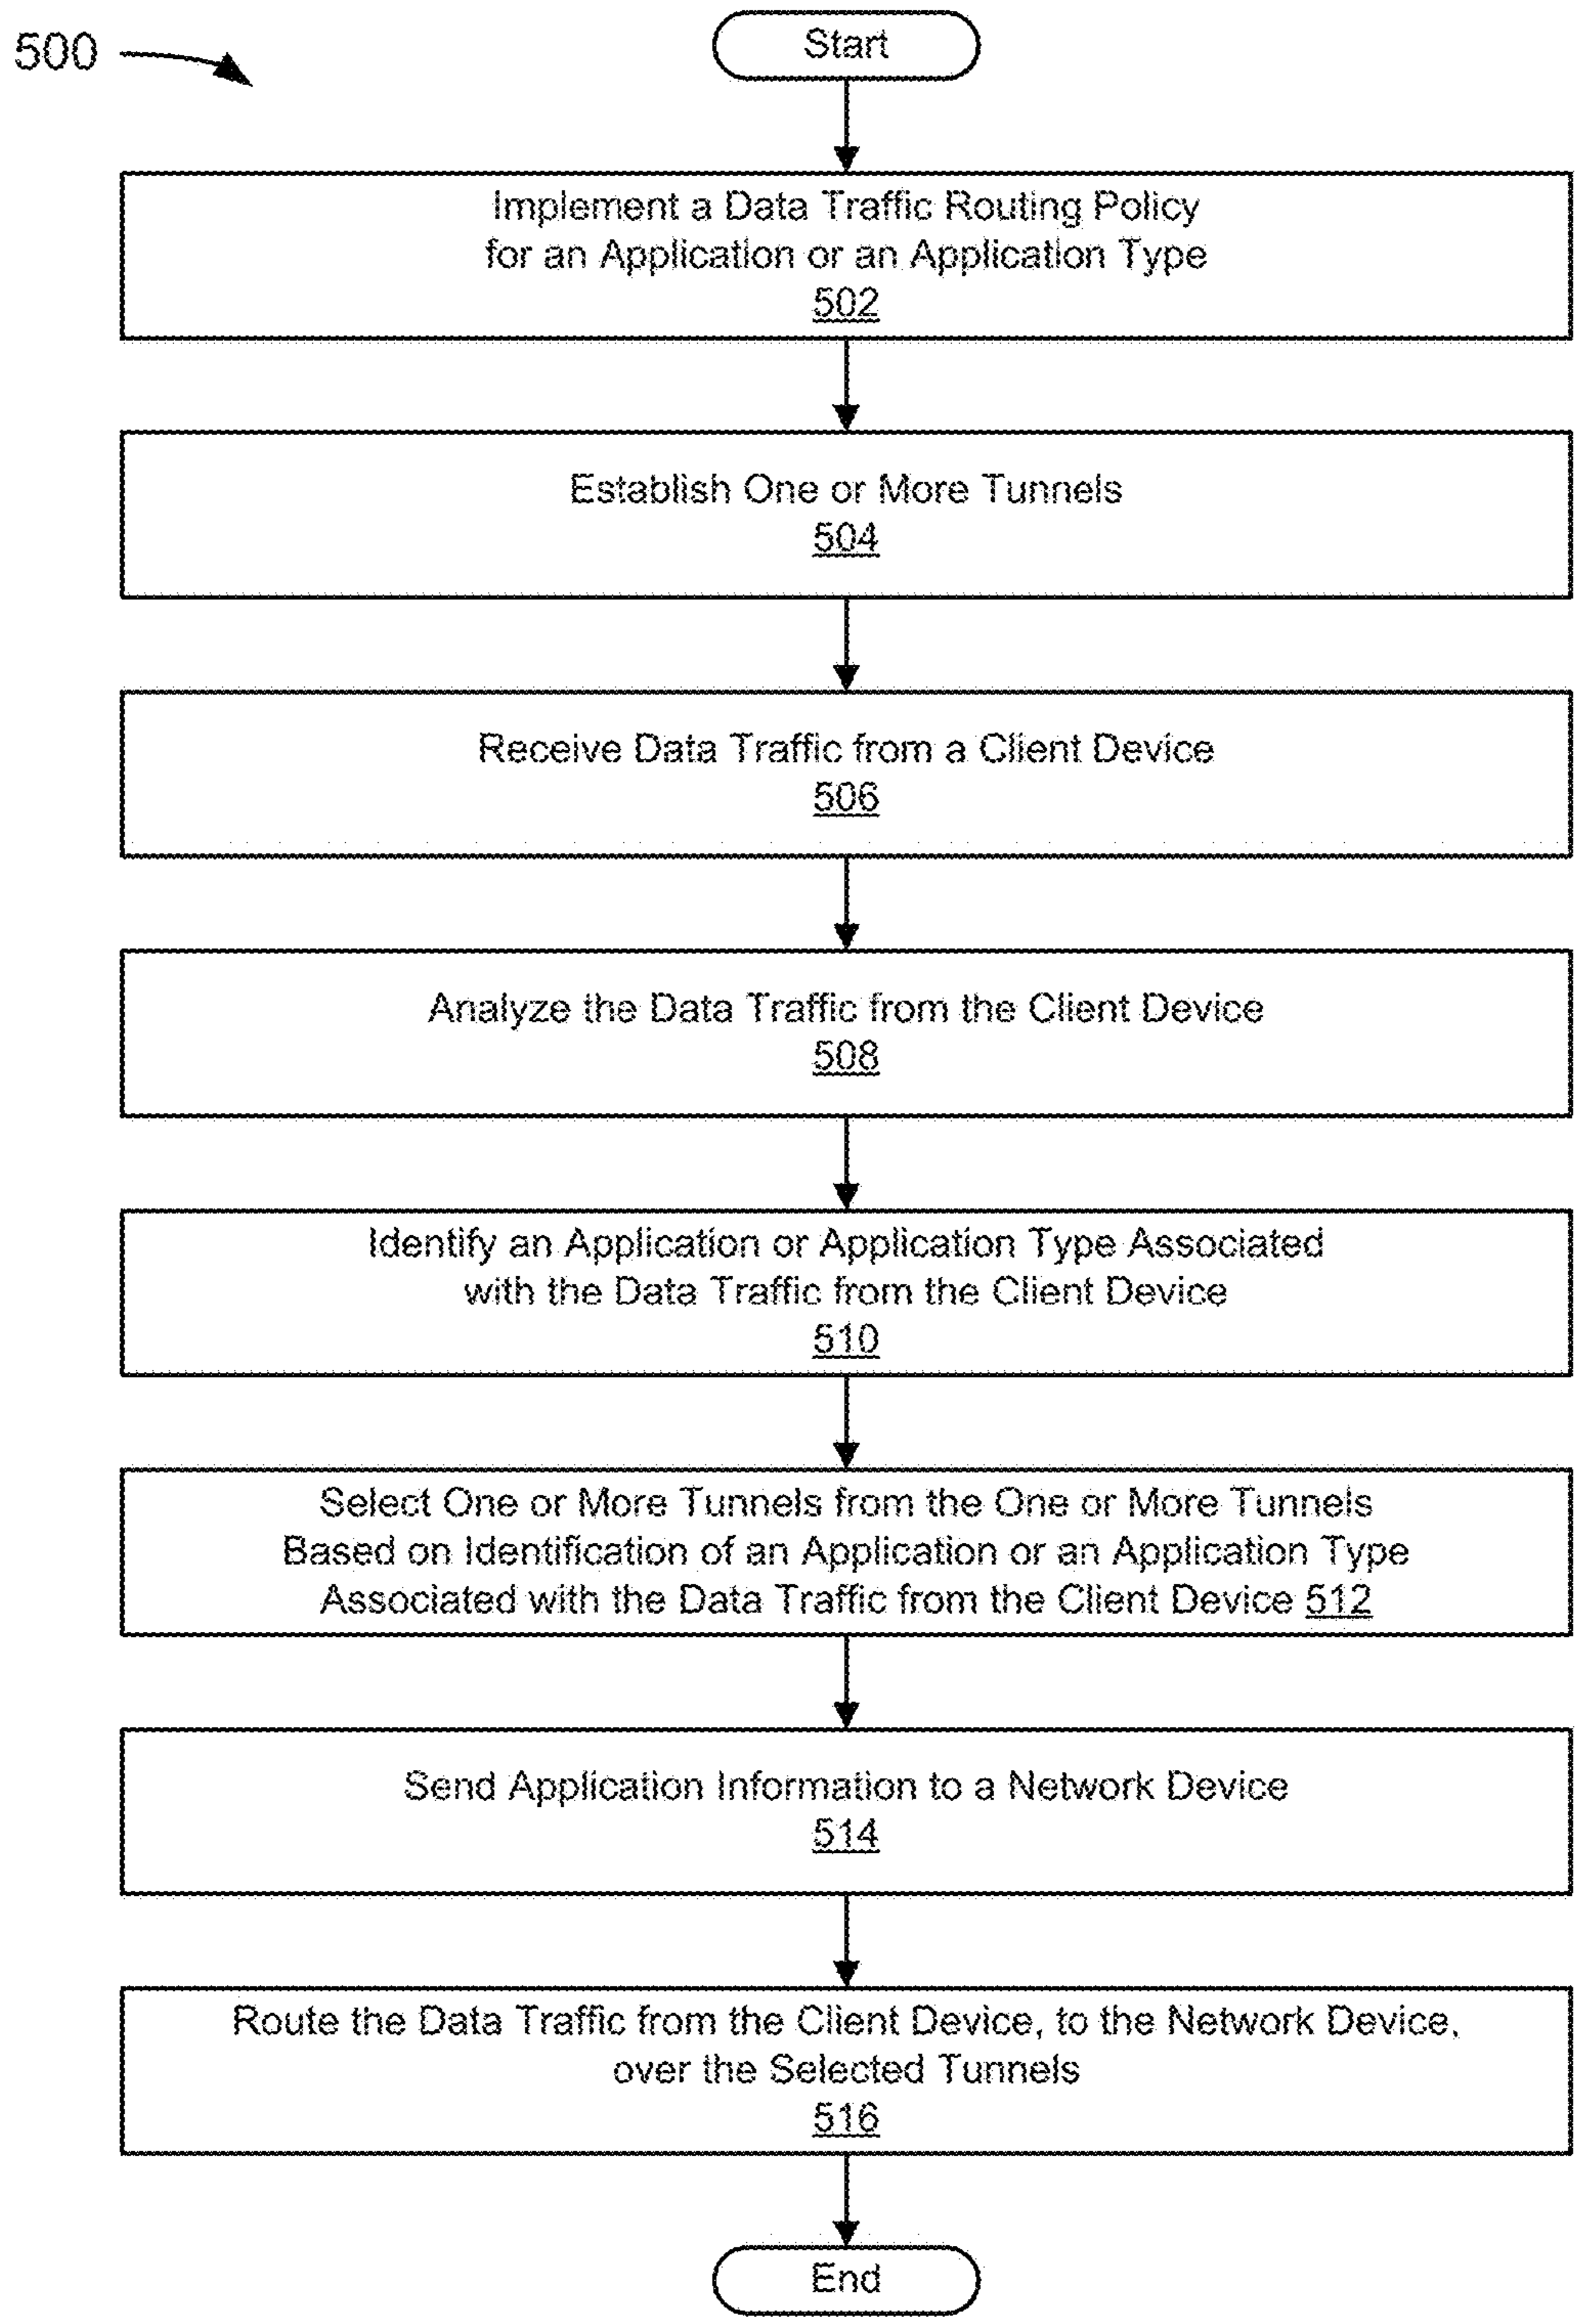 500
Start
Implement a Data Traffic Routing Policy
for an Application or an Application Type
502
Establish One or More Tunnels
504
Receive Data Traffic from a Client Device
506
Analyze the Data Traffic from the Client Device
508
Identify an Application or Application Type Associated
with the Data Traffic from the Client Device
510
Select One or More Tunnels from the One or More Tunnels
Based on Identification of an Application or an Application Type
Associated with the Data Traffic from the Client Device 512
Send Application Information to a Network Device
514
Route the Data Traffic from the Client Device, to the Network Device,
over the Selected Tunnels
516
End